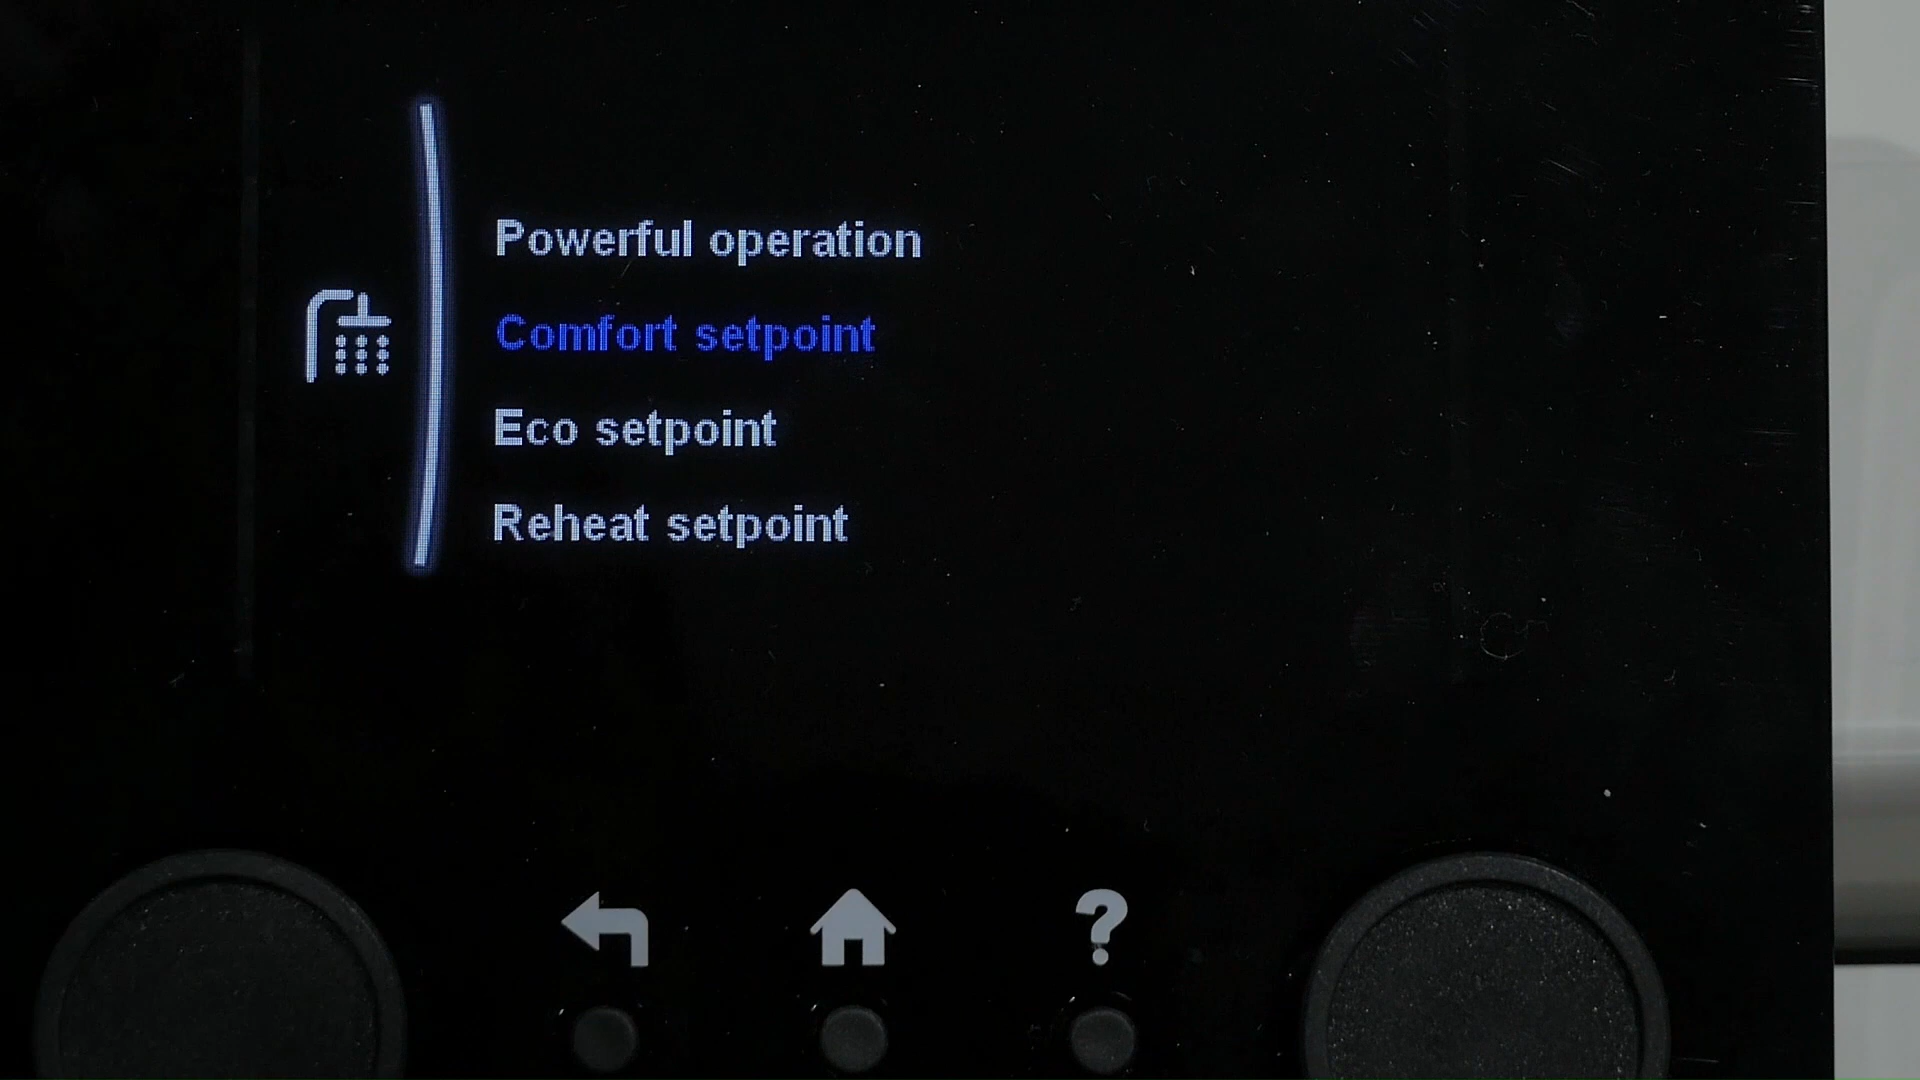 Powerful operation
Comfort setpoint
Eco setpoint
Reheat setpoint
?